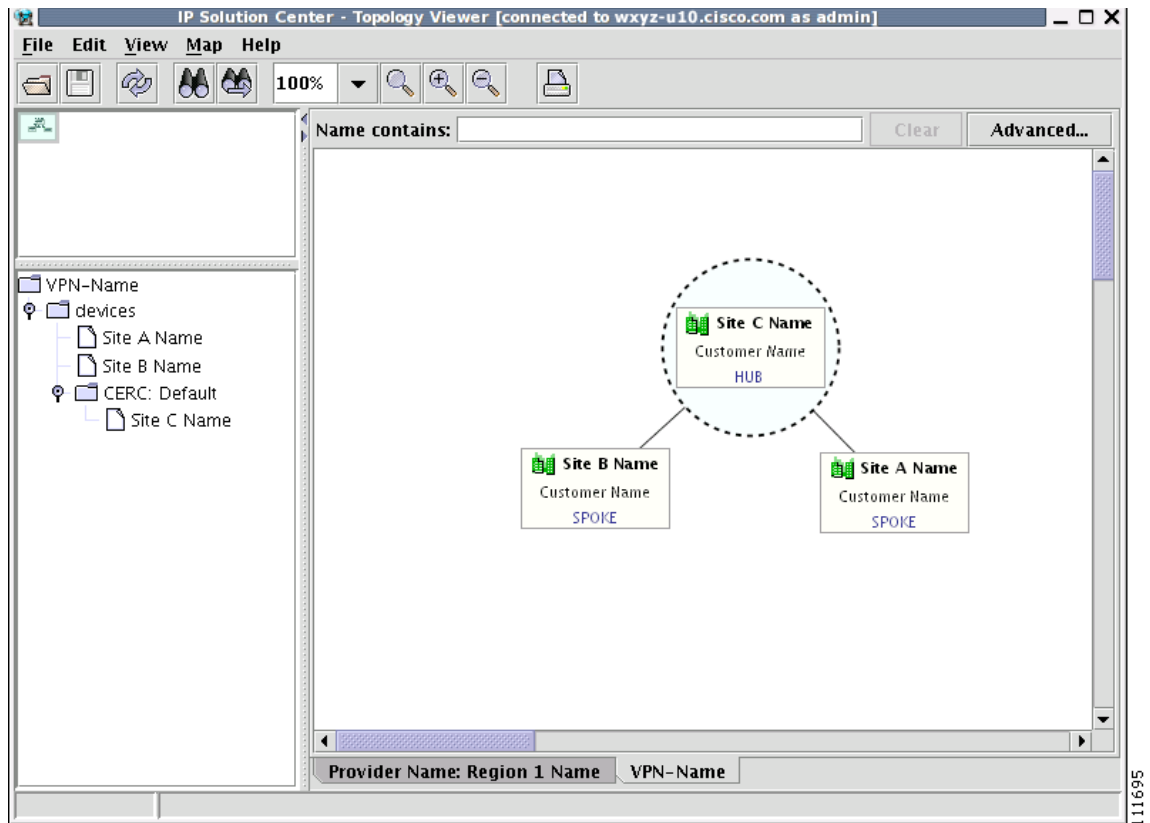 IP Solution Center - Topology Viewer [connected to wxyz-u10.cisco.com as admin]
File Edit View Map Help
100%
Name contains: Clear Advanced...
VPN-Name
devices
Site A Name
Site B Name
CERC: Default
Site C Name
Site C Name
Customer Name
HUB
Site B Name
Customer Name
SPOKE
Site A Name
Customer Name
SPOKE
Provider Name: Region 1 Name VPN-Name
111695